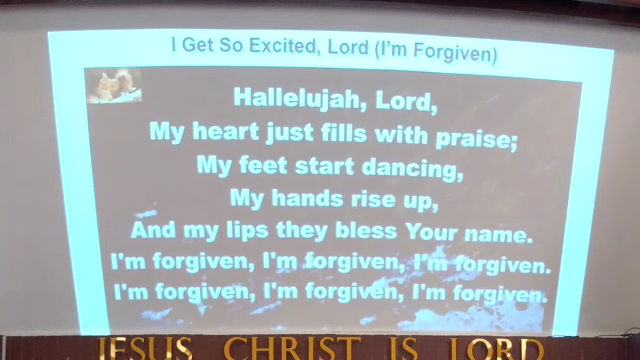 I Get So Excited, Lord (I'm Forgiven)
Hallelujah, Lord,
My heart just fills with praise;
My feet start dancing,
My hands rise up,
And my lips they bless Your name.
I'm forgiven, I'm forgiven, I'm forgiven.
I'm forgiven, I'm forgiven, I'm forgiven.
JESUS CHRIST IS LORD